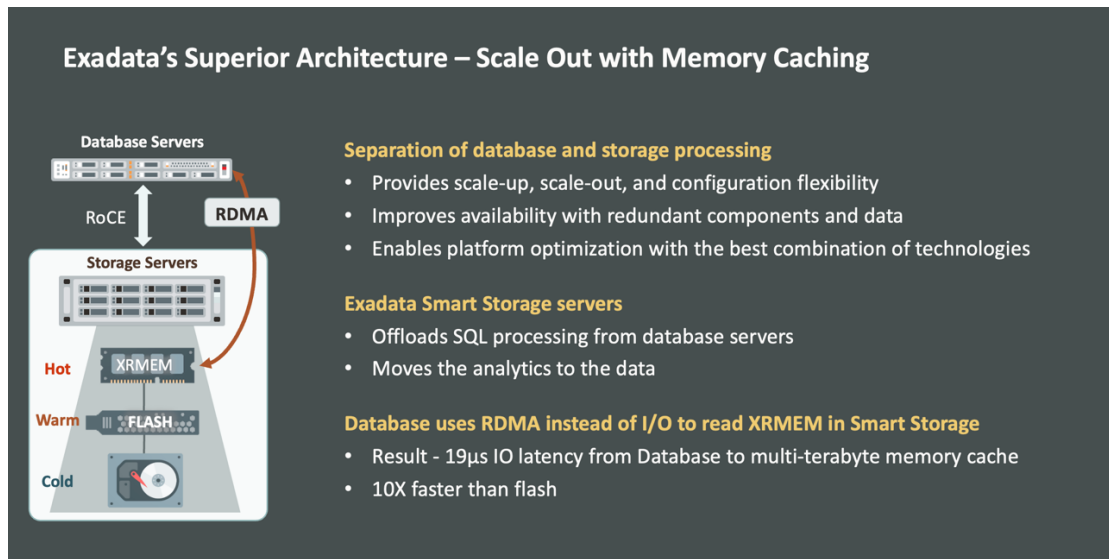 Exadata's Superior Architecture – Scale Out with Memory Caching
Database Servers
RoCE
RDMA
Storage Servers
Hot
XRMEM
Warm
FLASH
Cold
Separation of database and storage processing
• Provides scale-up, scale-out, and configuration flexibility
• Improves availability with redundant components and data
• Enables platform optimization with the best combination of technologies
Exadata Smart Storage servers
• Offloads SQL processing from database servers
• Moves the analytics to the data
Database uses RDMA instead of I/O to read XRMEM in Smart Storage
• Result - 19µs IO latency from Database to multi-terabyte memory cache
• 10X faster than flash